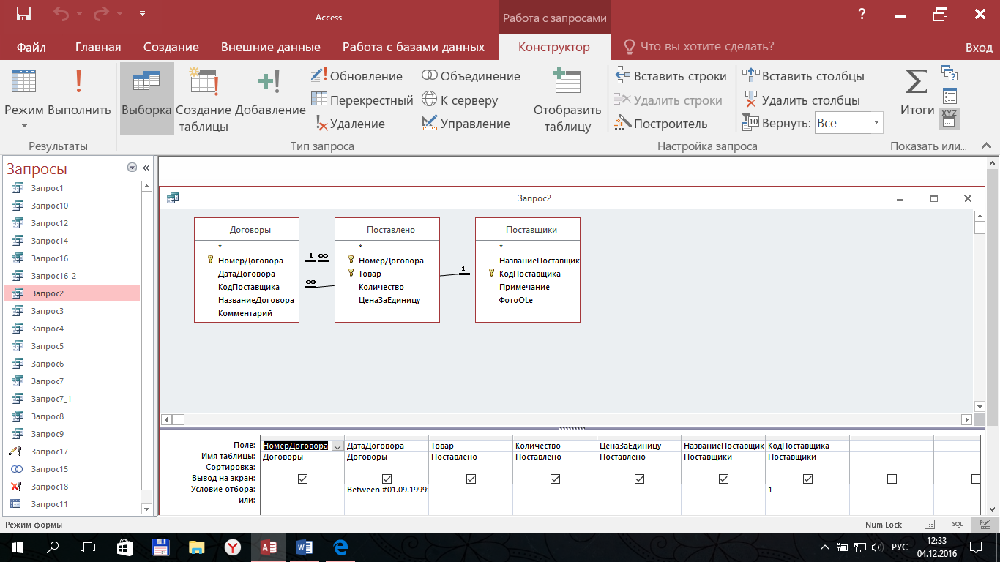 Access
Работа с запросами
?
Файл
Главная
Создание
Внешние данные
Работа с базами данных
Конструктор
Что вы хотите сделать?
Вход
Режим
Выполнить
Результаты
Выборка
Создание таблицы
Добавление
Обновление
Перекрестный
Удаление
Объединение
К серверу
Управление
Тип запроса
Отобразить таблицу
Вставить строки
Удалить строки
Построитель
Вставить столбцы
Удалить столбцы
Вернуть: Все
Настройка запроса
Итоги
XYZ
Показать или...
Запросы
Запрос1
Запрос10
Запрос12
Запрос14
Запрос16
Запрос16_2
Запрос2
Запрос3
Запрос4
Запрос5
Запрос6
Запрос7
Запрос7_1
Запрос8
Запрос9
Запрос17
Запрос15
Запрос18
Запрос11
Запрос2
Договоры
*
НомерДоговора
ДатаДоговора
КодПоставщика
НазваниеДоговора
Комментарий
1 ∞
∞
Поставлено
*
НомерДоговора
Товар
Количество
ЦенаЗаЕдиницу
1
Поставщики
*
НазваниеПоставщик
КодПоставщика
Примечание
ФотоOLe
Поле: НомерДоговора ДатаДоговора Товар Количество ЦенаЗаЕдиницу НазваниеПоставщик КодПоставщика
Имя таблицы: Договоры Договоры Поставлено Поставлено Поставлено Поставщики Поставщики
Сортировка:
Вывод на экран:
Условие отбора: Between #01.09.1999 1
или:
Режим формы
Num Lock
SQL
РУС
12:33
04.12.2016